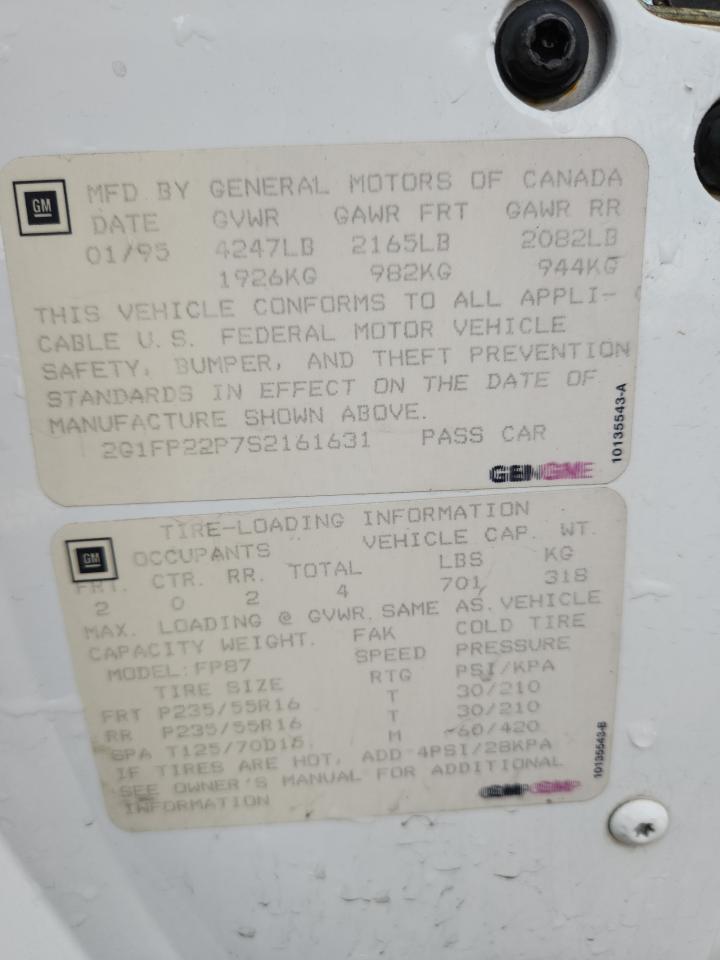 GM
MFD BY GENERAL MOTORS OF CANADA
DATE GVWR GAWR FRT GAWR RR
01/95 4247LB 2165LB 2082LB
1926KG 982KG 944KG
THIS VEHICLE CONFORMS TO ALL APPLI-
CABLE U.S. FEDERAL MOTOR VEHICLE
SAFETY, BUMPER, AND THEFT PREVENTION
STANDARDS IN EFFECT ON THE DATE OF
MANUFACTURE SHOWN ABOVE.
2G1FP22P7S2161631 PASS CAR
10135543-A
GM
TIRE-LOADING INFORMATION
OCCUPANTS VEHICLE CAP. WT.
FRT. CTR. RR. TOTAL LBS KG
2 0 2 4 701 318
MAX. LOADING @ GVWR SAME AS VEHICLE
CAPACITY WEIGHT. FAK COLD TIRE
MODEL:FP87 SPEED PRESSURE
TIRE SIZE RTG PSI/KPA
FRT P235/55R16 T 30/210
RR P235/55R16 T 30/210
SPA T125/70D15 M 60/420
IF TIRES ARE HOT, ADD 4PSI/28KPA
SEE OWNER'S MANUAL FOR ADDITIONAL
INFORMATION
10135543-B